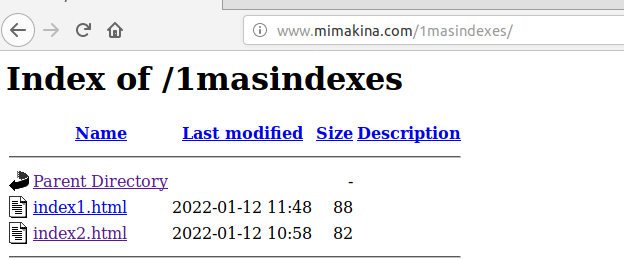 www.mimakina.com/1masindexes/
Index of /1masindexes
Name Last modified Size Description
Parent Directory -
index1.html 2022-01-12 11:48 88
index2.html 2022-01-12 10:58 82